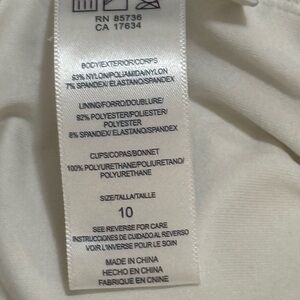 RN 85736
CA 17634
BODY/EXTERIOR/CORPS
93% NYLON/POLIAMIDA/NYLON
7% SPANDEX/ ELASTANO/SPANDEX
LINING/FORRO/DOUBLURE/
92% POLYESTER/POLIESTER/
POLYESTER
8% SPANDEX/ ELASTANO/SPANDEX
CUPS/COPAS/BONNET
100% POLYURETHANE/POLIURETANO/
POLYURETHANE
SIZE/TALLA/TAILLE
10
SEE REVERSE FOR CARE
INSTRUCCIONES DE CUIDADO AL REVERSO
VOIR L'INVERSE POUR LE SOIN
MADE IN CHINA
HECHO EN CHINA
FABRIQUE EN CNINE